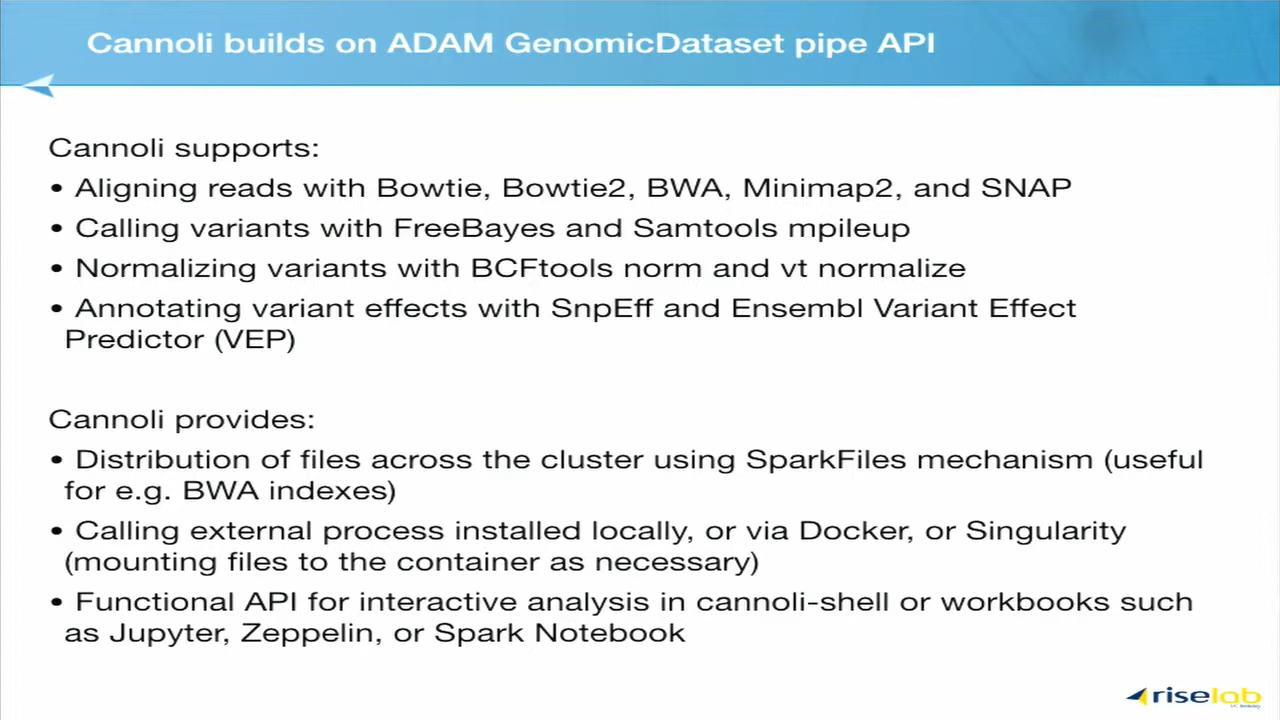 Cannoli builds on ADAM GenomicDataset pipe API
Cannoli supports:
• Aligning reads with Bowtie, Bowtie2, BWA, Minimap2, and SNAP
• Calling variants with FreeBayes and Samtools mpileup
• Normalizing variants with BCFtools norm and vt normalize
• Annotating variant effects with SnpEff and Ensembl Variant Effect
Predictor (VEP)
Cannoli provides:
• Distribution of files across the cluster using SparkFiles mechanism (useful
for e.g. BWA indexes)
• Calling external process installed locally, or via Docker, or Singularity
(mounting files to the container as necessary)
• Functional API for interactive analysis in cannoli-shell or workbooks such
as Jupyter, Zeppelin, or Spark Notebook
riselab
UC Berkeley